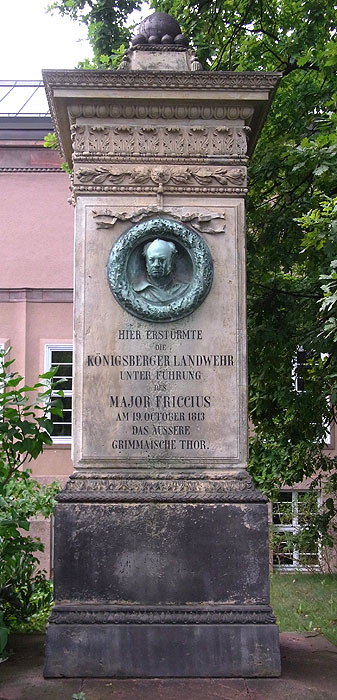 HIER ERSTÜRMTE
DIE
KÖNIGSBERGER LANDWEHR
UNTER FÜHRUNG
DES
MAJOR FRICCIUS
AM 19. OCTOBER 1813
DAS ÄUSSERE
GRIMMAISCHE THOR.